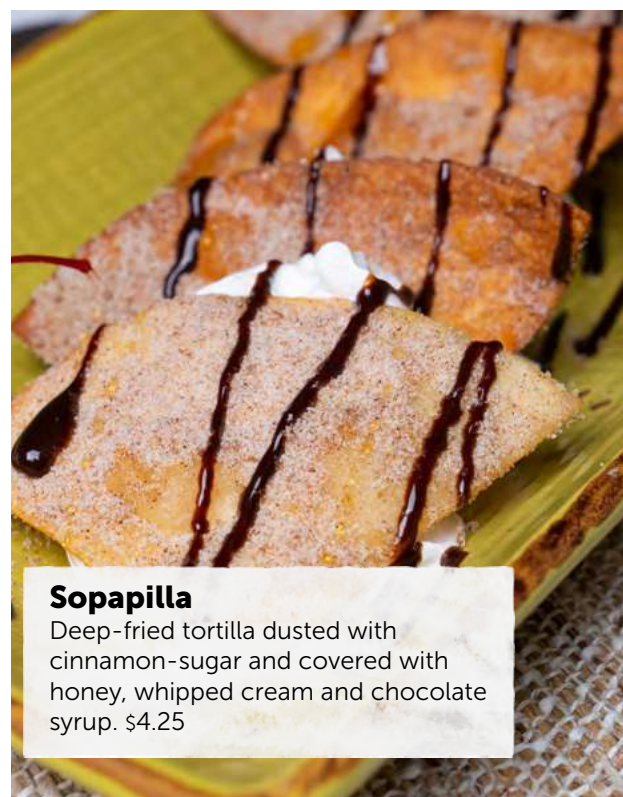 Sopapilla
Deep-fried tortilla dusted with
cinnamon-sugar and covered with
honey, whipped cream and chocolate
syrup. $4.25